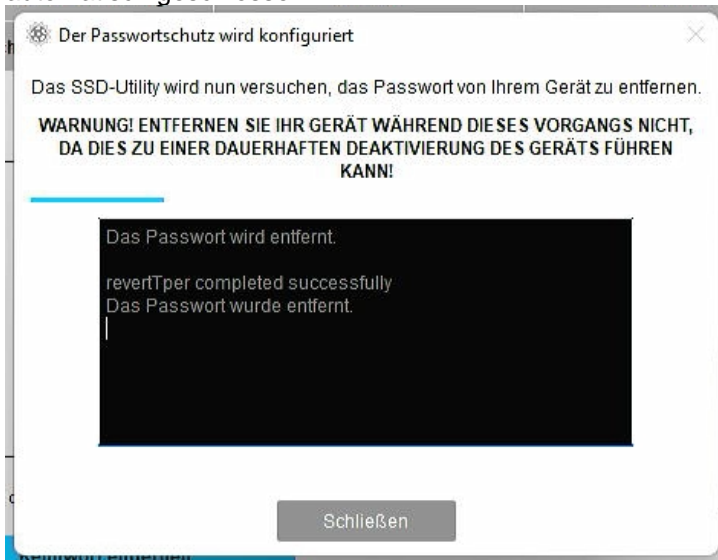 Der Passwortschutz wird konfiguriert
Das SSD-Utility wird nun versuchen, das Passwort von Ihrem Gerät zu entfernen.
WARNUNG! ENTFERNEN SIE IHR GERÄT WÄHREND DIESES VORGANGS NICHT,
DA DIES ZU EINER DAUERHAFTEN DEAKTIVIERUNG DES GERÄTS FÜHREN
KANN!
Das Passwort wird entfernt.
revertTper completed successfully
Das Passwort wurde entfernt.
Schließen